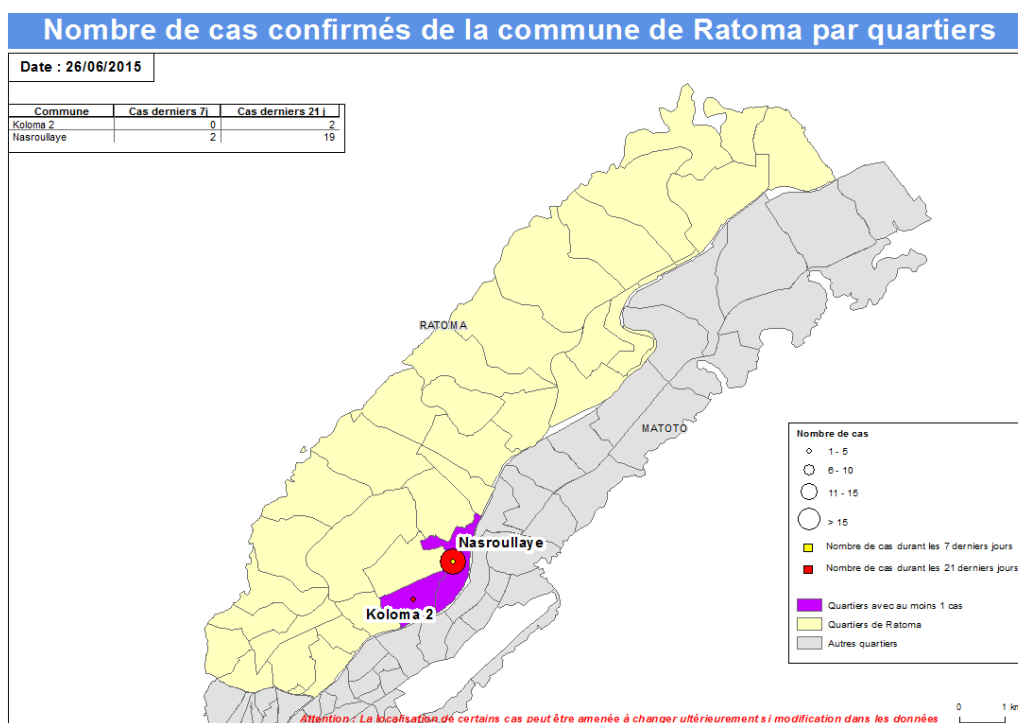 Nombre de cas confirmés de la commune de Ratoma par quartiers
Date : 26/06/2015
Commune Cas derniers 7j Cas derniers 21 j
Koloma 2 0 2
Nasroullaye 2 19
RATOMA
MATOTO
Nasroullaye
Koloma 2
Nombre de cas
1 - 5
6 - 10
11 - 15
> 15
Nombre de cas durant les 7 derniers jours
Nombre de cas durant les 21 derniers jours
Quartiers avec au moins 1 cas
Quartiers de Ratoma
Autres quartiers
Attention : La localisation de certains cas peut être amenée à changer ultérieurement si modification dans les données
0 1 km